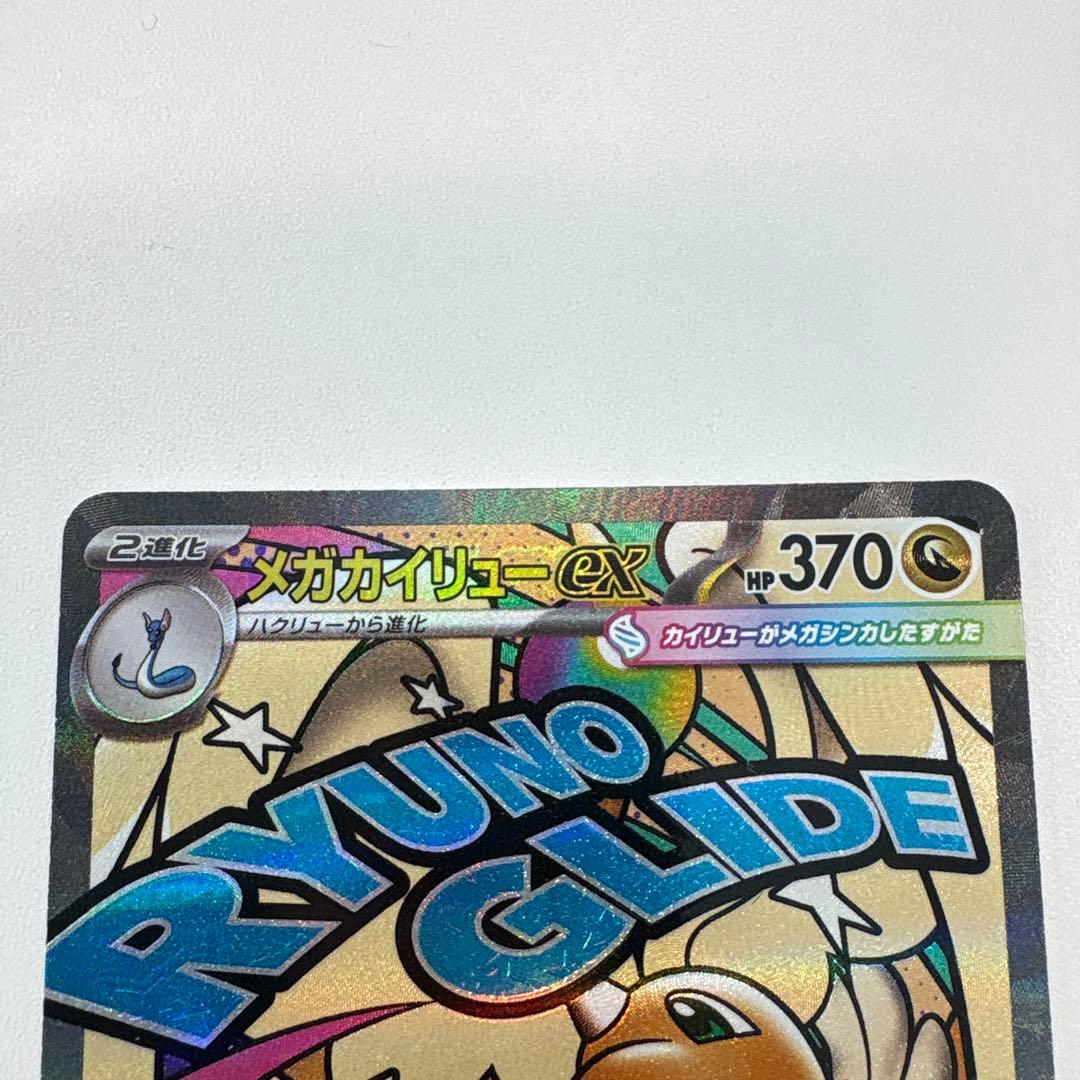 2進化
メガカイリューex
HP370
ハクリューから進化
カイリューがメガシンカしたすがた
RYUNO
GLIDE